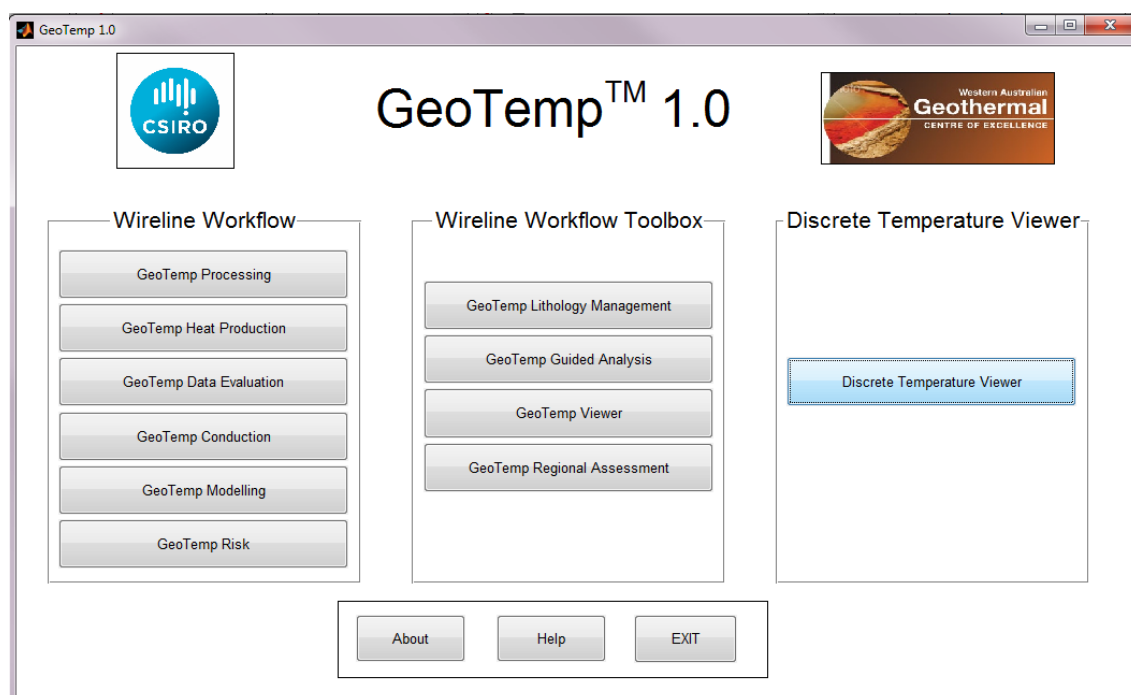 GeoTemp 1.0
CSIRO
GeoTemp™ 1.0
Western Australian
Geothermal
CENTRE OF EXCELLENCE
Wireline Workflow
GeoTemp Processing
GeoTemp Heat Production
GeoTemp Data Evaluation
GeoTemp Conduction
GeoTemp Modelling
GeoTemp Risk
Wireline Workflow Toolbox
GeoTemp Lithology Management
GeoTemp Guided Analysis
GeoTemp Viewer
GeoTemp Regional Assessment
Discrete Temperature Viewer
Discrete Temperature Viewer
About
Help
EXIT